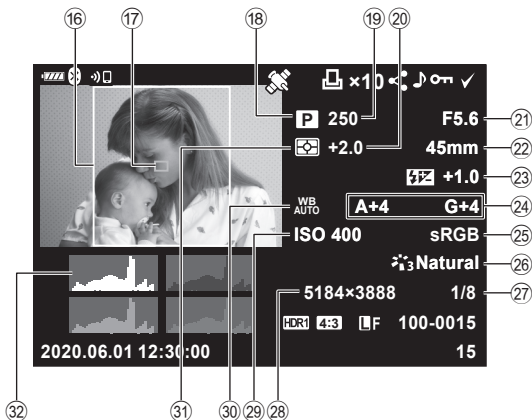 ⑯ ⑰ ⑱ ⑲ ⑳
×10
P 250 F5.6 ㉑
+2.0 45mm ㉒
+1.0 ㉓
WB AUTO A+4 G+4 ㉔
ISO 400 sRGB ㉕
3 Natural ㉖
5184×3888 1/8 ㉗
HDR1 4:3 LF 100-0015
2020.06.01 12:30:00 15
㉜ ㉛ ㉚ ㉙ ㉘